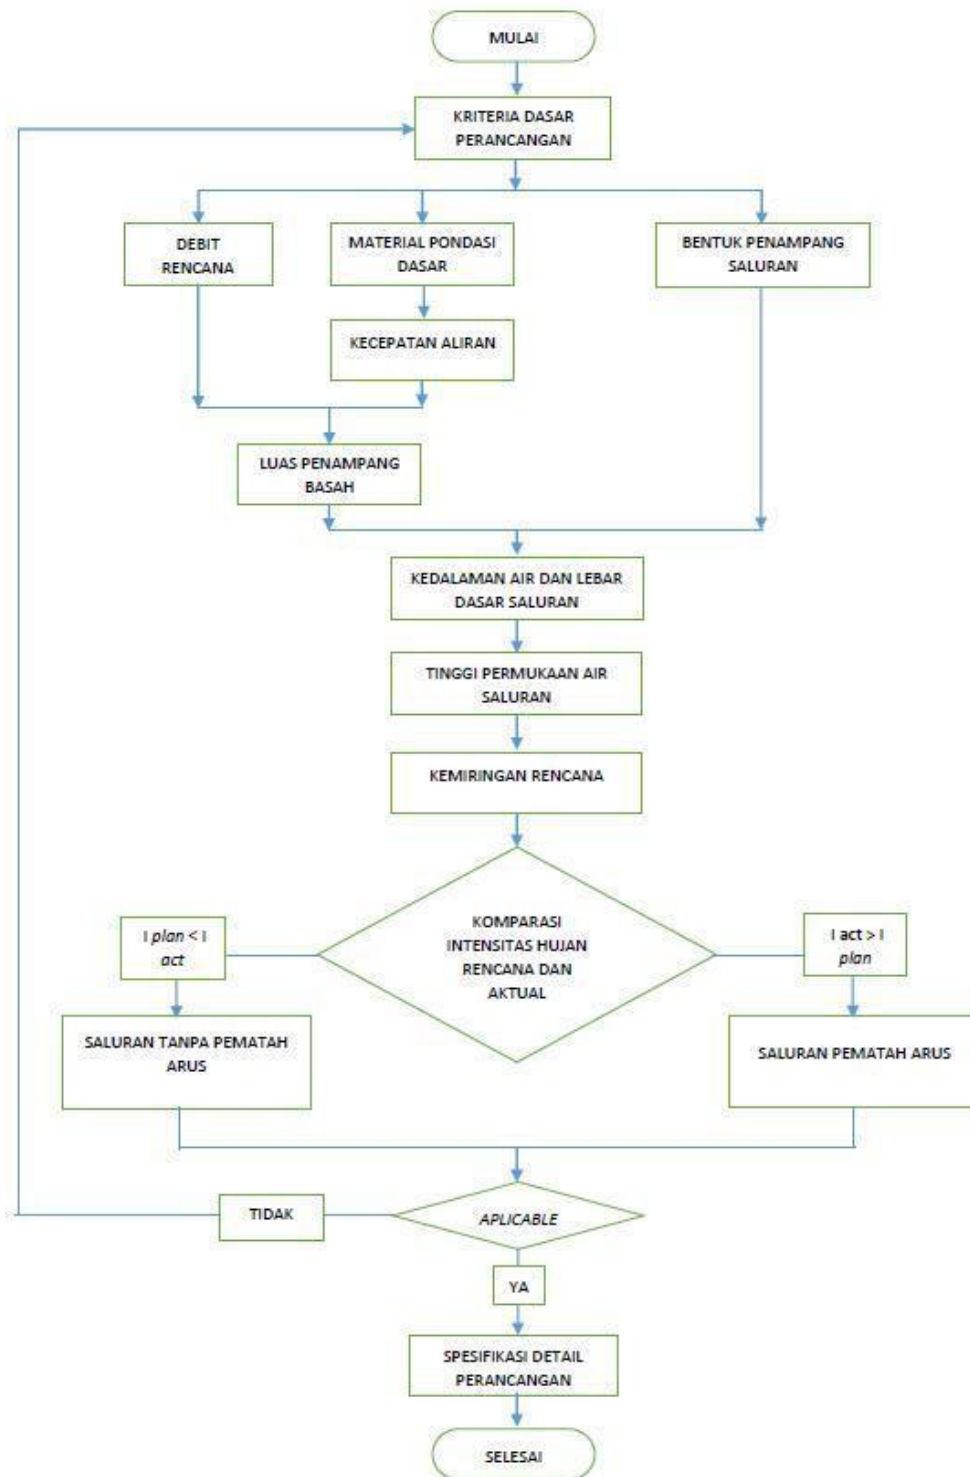 MULAI
KRITERIA DASAR
PERANCANGAN
DEBIT
RENCANA
MATERIAL PONDASI
DASAR
BENTUK PENAMPANG
SALURAN
KECEPATAN ALIRAN
LUAS PENAMPANG
BASAH
KEDALAMAN AIR DAN LEBAR
DASAR SALURAN
TINGGI PERMUKAAN AIR
SALURAN
KEMIRINGAN RENCANA
KOMPARASI
INTENSITAS HUJAN
RENCANA DAN
AKTUAL
I plan < I
act
I act > I
plan
SALURAN TANPA PEMATAH
ARUS
SALURAN PEMATAH ARUS
TIDAK
APLICABLE
YA
SPESIFIKASI DETAIL
PERANCANGAN
SELESAI